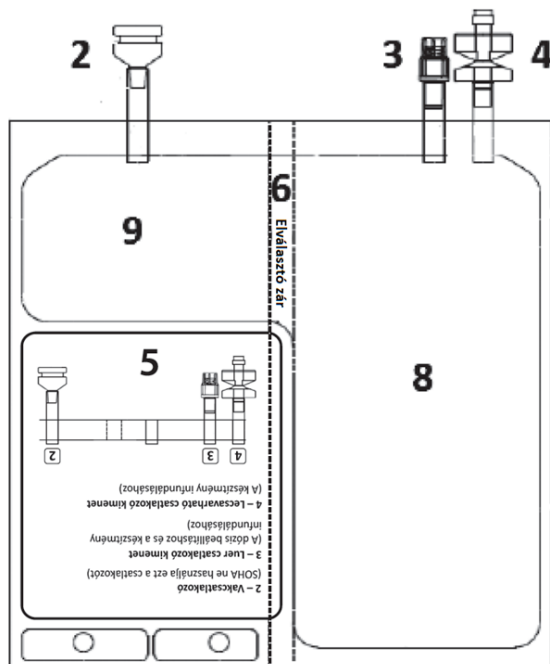 2
3
4
6
Elválasztó zár
9
8
5
2
3
4
2 – Vakcsatlakozó
(SOHA ne használja ezt a csatlakozót)
3 – Luer csatlakozó kimenet
(A dózis beállításhoz és a készítmény
infundálásához)
4 – Lecsavarható csatlakozó kimenet
(A készítmény infundálásához)